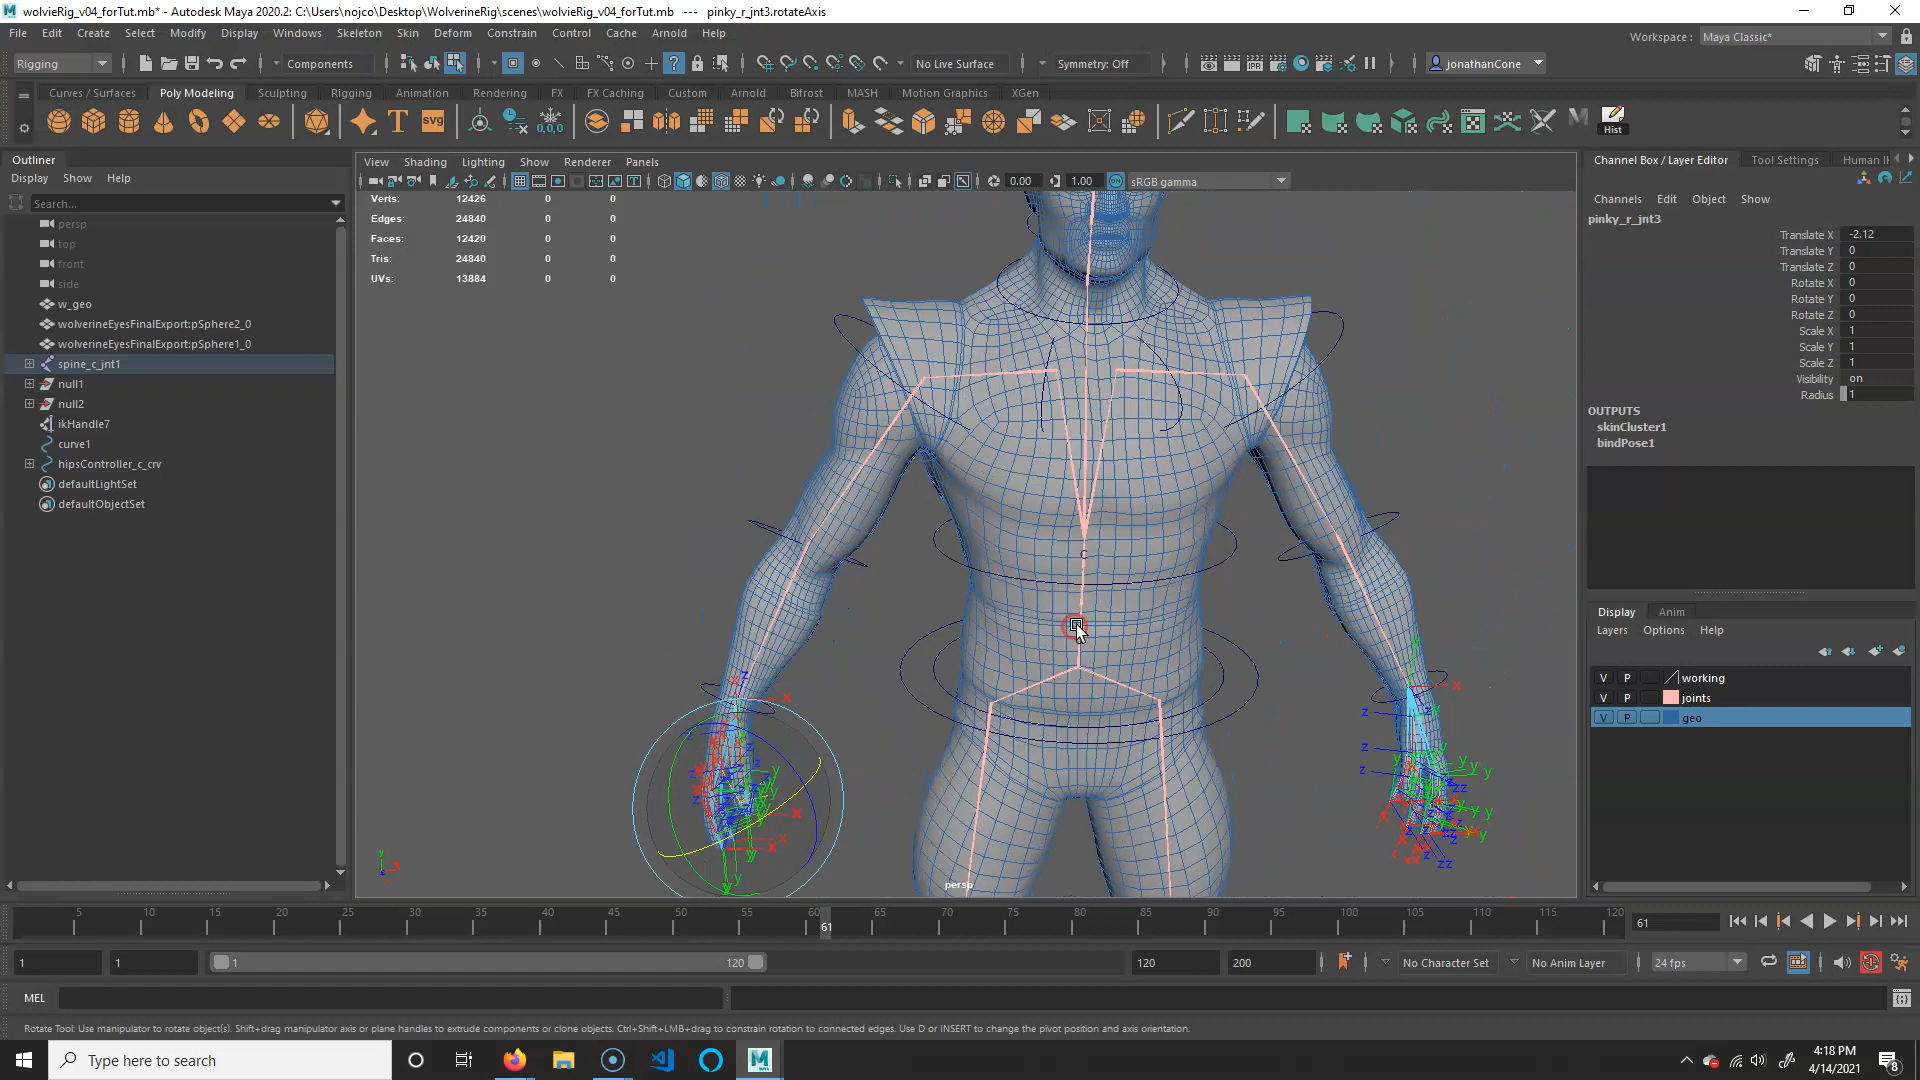 wolvieRig_v04_forTut.mb* - Autodesk Maya 2020.2: C:\Users\nojco\Desktop\WolverineRig\scenes\wolvieRig_v04_forTut.mb --- pinky_r_jnt3.rotateAxis
File Edit Create Select Modify Display Windows Skeleton Skin Deform Constrain Control Cache Arnold Help
Workspace : Maya Classic*
Rigging Components No Live Surface Symmetry: Off jonathanCone
Curves / Surfaces Poly Modeling Sculpting Rigging Animation Rendering FX FX Caching Custom Arnold Bifrost MASH Motion Graphics XGen
T svg 0,0,0 Hist
Outliner
Display Show Help
Search...
persp
top
front
side
w_geo
wolverineEyesFinalExport:pSphere2_0
wolverineEyesFinalExport:pSphere1_0
spine_c_jnt1
null1
null2
ikHandle7
curve1
hipsController_c_crv
defaultLightSet
defaultObjectSet
View Shading Lighting Show Renderer Panels
0.00 1.00 ON sRGB gamma
Verts: 12426 0 0
Edges: 24840 0 0
Faces: 12420 0 0
Tris: 24840 0 0
UVs: 13884 0 0
persp
Channel Box / Layer Editor Tool Settings
Channels Edit Object Show
pinky_r_jnt3
Translate X -2.12
Translate Y 0
Translate Z 0
Rotate X 0
Rotate Y 0
Rotate Z 0
Scale X 1
Scale Y 1
Scale Z 1
Visibility on
Radius 1
OUTPUTS
skinCluster1
bindPose1
Display Anim
Layers Options Help
V P working
V P joints
V P geo
5 10 15 20 25 30 35 40 45 50 55 60 65 70 75 80 85 90 95 100 105 110 115 120
61 61
1 1 1 120 120 200 No Character Set No Anim Layer 24 fps
MEL
Rotate Tool: Use manipulator to rotate object(s). Shift+drag manipulator axis or plane handles to extrude components or clone objects. Ctrl+Shift+LMB+drag to constrain rotation to connected edges. Use D or INSERT to change the pivot position and axis orientation.
Type here to search
4:18 PM
4/14/2021
8